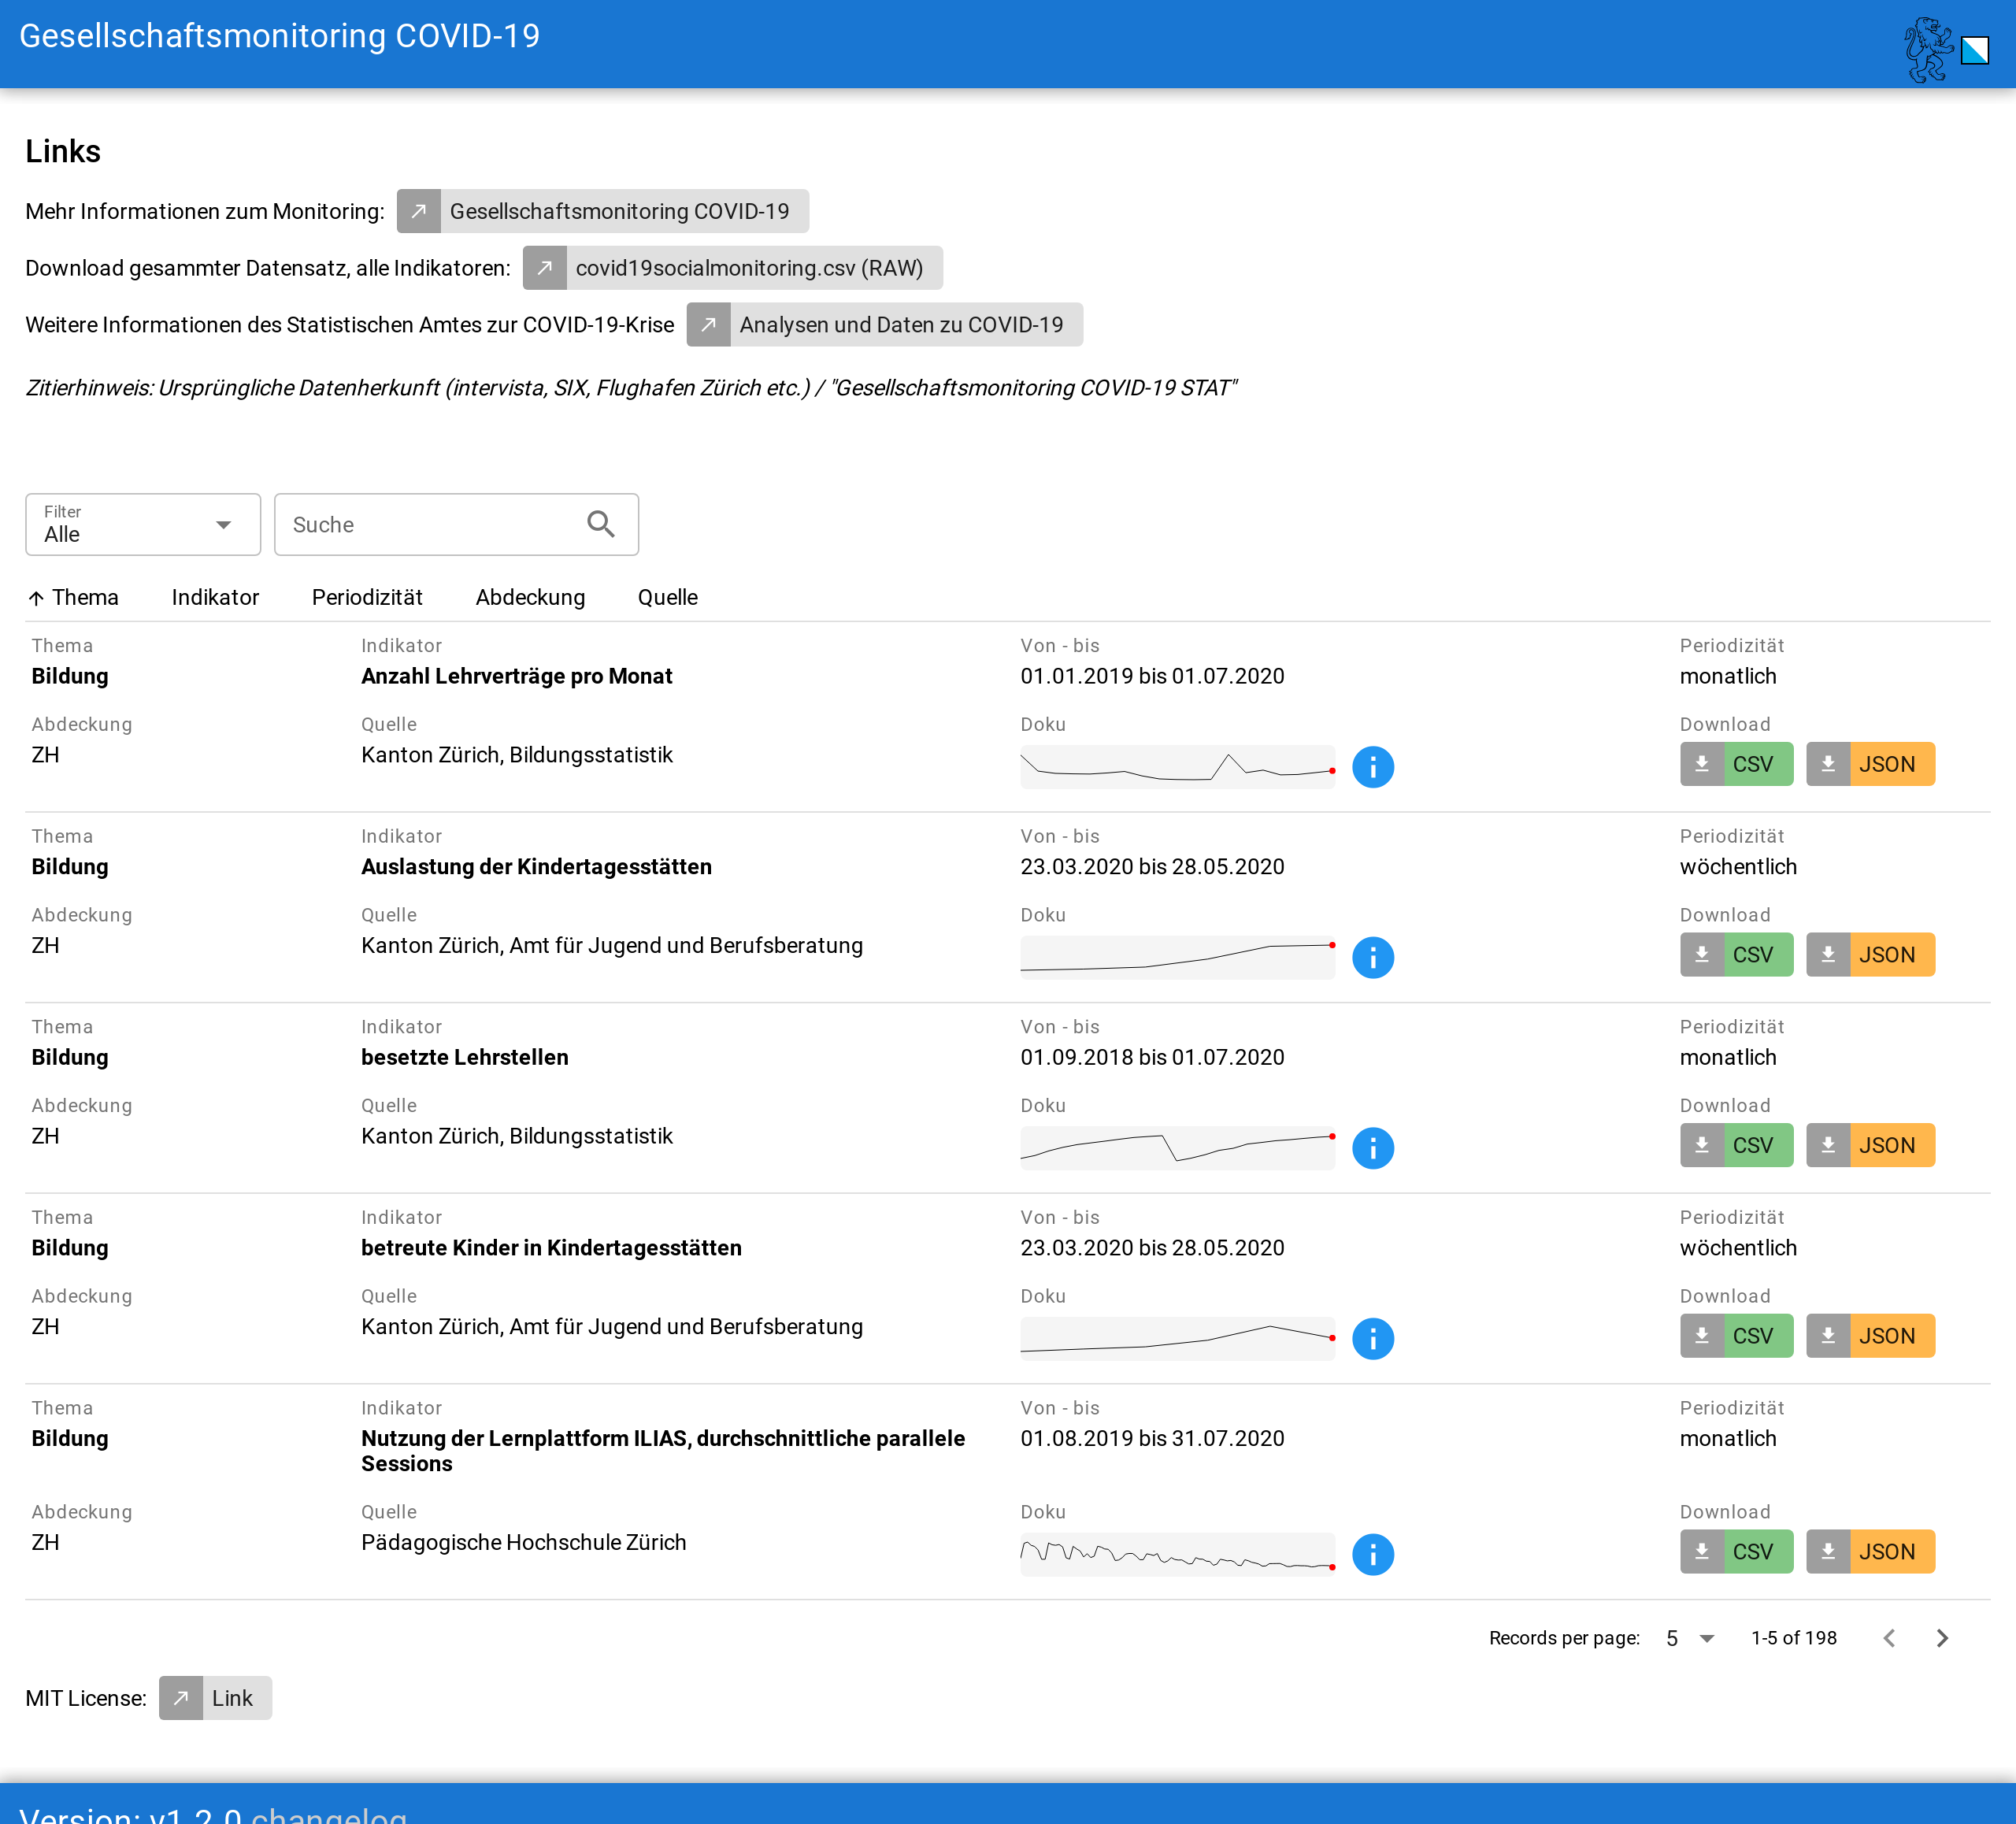 Gesellschaftsmonitoring COVID-19
Links
Mehr Informationen zum Monitoring: Gesellschaftsmonitoring COVID-19
Download gesammter Datensatz, alle Indikatoren: covid19socialmonitoring.csv (RAW)
Weitere Informationen des Statistischen Amtes zur COVID-19-Krise Analysen und Daten zu COVID-19
Zitierhinweis: Ursprüngliche Datenherkunft (intervista, SIX, Flughafen Zürich etc.) / "Gesellschaftsmonitoring COVID-19 STAT"
Filter
Alle
Suche
Thema Indikator Periodizität Abdeckung Quelle
Thema Indikator Von - bis Periodizität
Bildung Anzahl Lehrverträge pro Monat 01.01.2019 bis 01.07.2020 monatlich
Abdeckung Quelle Doku Download
ZH Kanton Zürich, Bildungsstatistik CSV JSON
Thema Indikator Von - bis Periodizität
Bildung Auslastung der Kindertagesstätten 23.03.2020 bis 28.05.2020 wöchentlich
Abdeckung Quelle Doku Download
ZH Kanton Zürich, Amt für Jugend und Berufsberatung CSV JSON
Thema Indikator Von - bis Periodizität
Bildung besetzte Lehrstellen 01.09.2018 bis 01.07.2020 monatlich
Abdeckung Quelle Doku Download
ZH Kanton Zürich, Bildungsstatistik CSV JSON
Thema Indikator Von - bis Periodizität
Bildung betreute Kinder in Kindertagesstätten 23.03.2020 bis 28.05.2020 wöchentlich
Abdeckung Quelle Doku Download
ZH Kanton Zürich, Amt für Jugend und Berufsberatung CSV JSON
Thema Indikator Von - bis Periodizität
Bildung Nutzung der Lernplattform ILIAS, durchschnittliche parallele 01.08.2019 bis 31.07.2020 monatlich
Sessions
Abdeckung Quelle Doku Download
ZH Pädagogische Hochschule Zürich CSV JSON
Records per page: 5 1-5 of 198
MIT License: Link
Version: v1.2.0 changelog